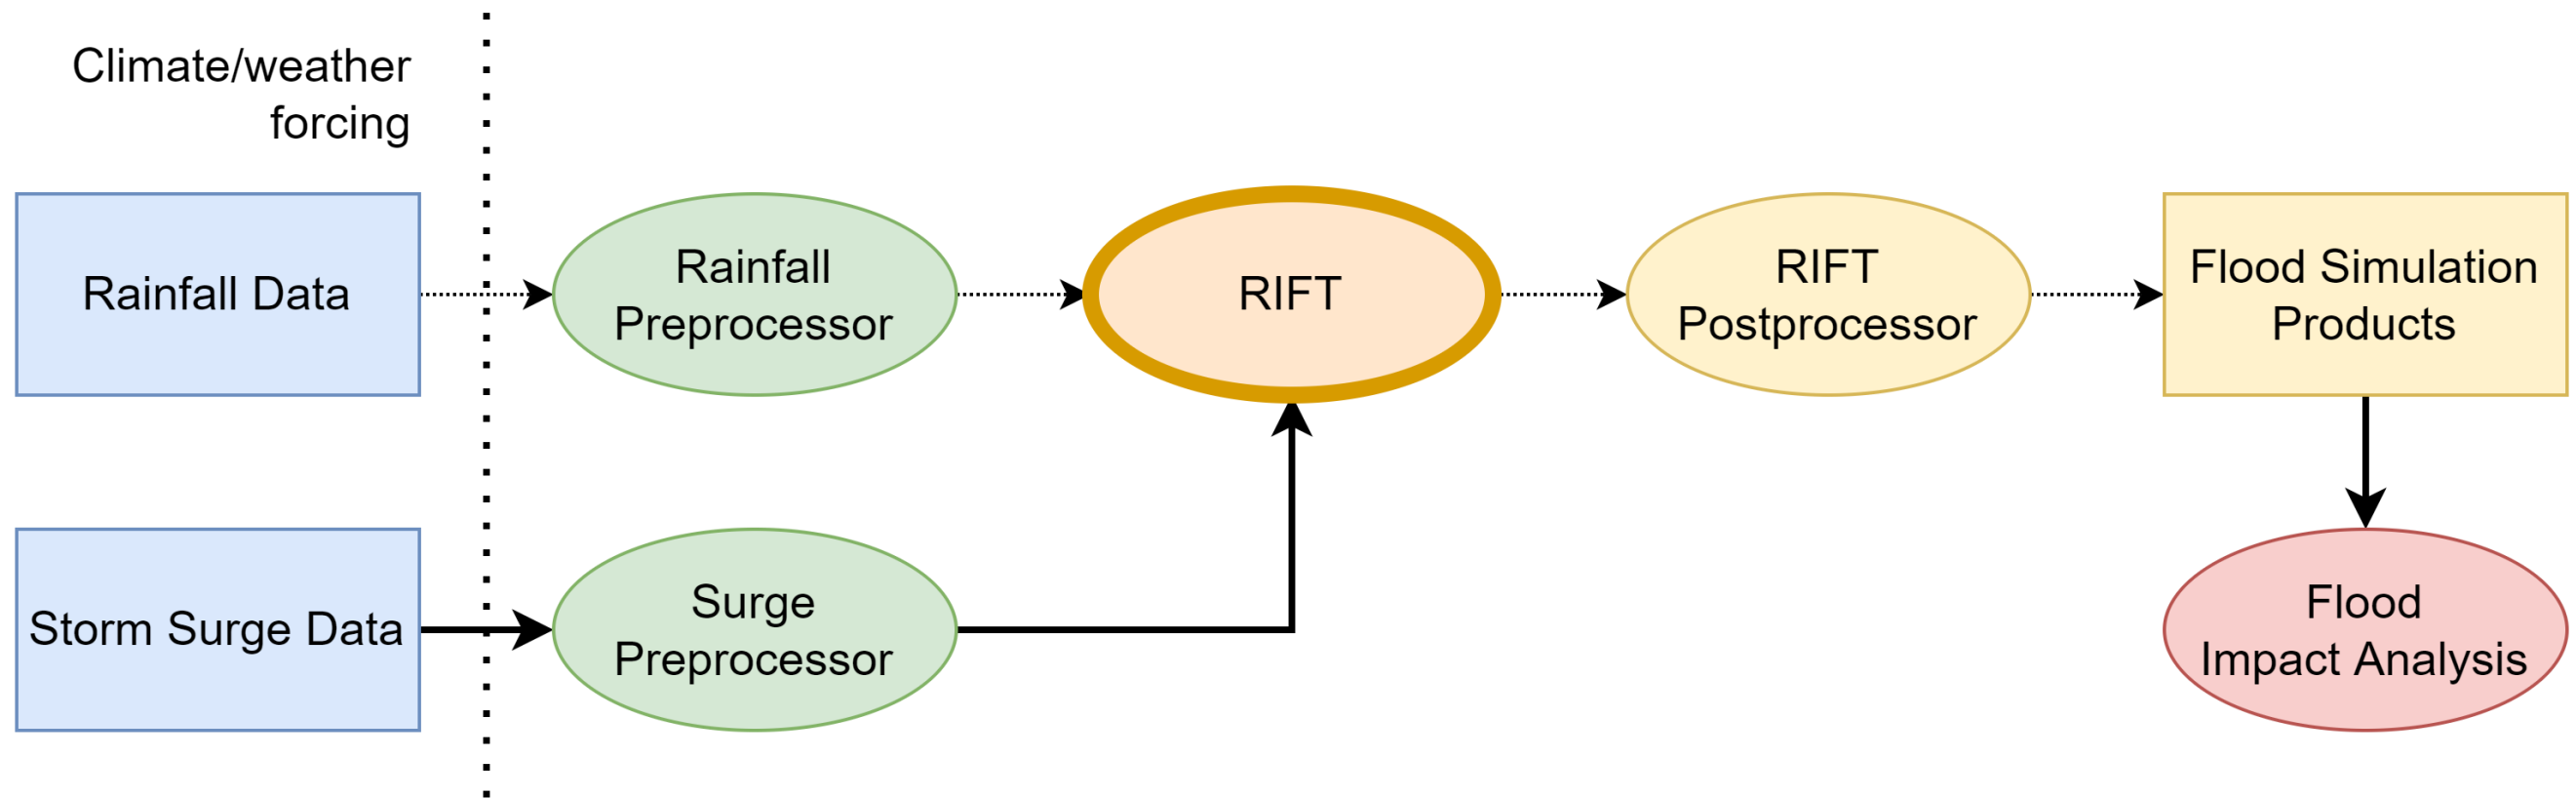 Climate/weather
forcing
Rainfall Data
Rainfall
Preprocessor
RIFT
RIFT
Postprocessor
Flood Simulation
Products
Storm Surge Data
Surge
Preprocessor
Flood
Impact Analysis